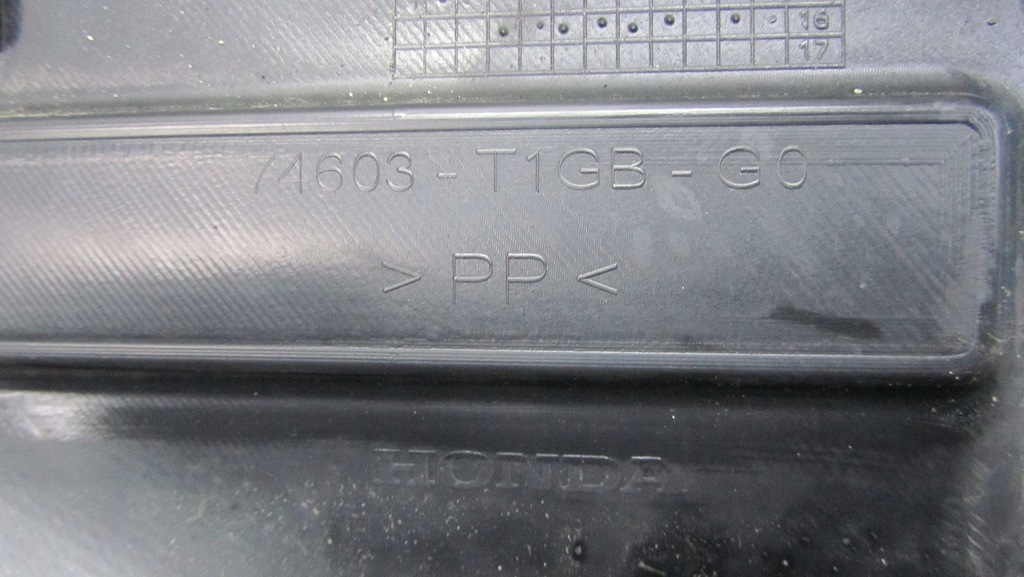 16
17
74603 - T1GB - G0
> PP <
HONDA